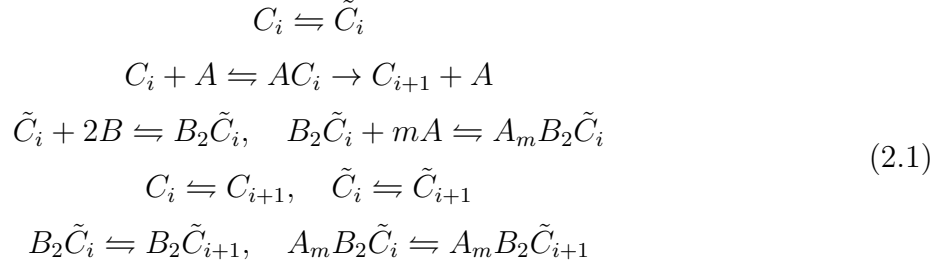 C_i ⇋ C̃_i
C_i + A ⇋ AC_i → C_{i+1} + A
C̃_i + 2B ⇋ B_2C̃_i, B_2C̃_i + mA ⇋ A_mB_2C̃_i
(2.1)
C_i ⇋ C_{i+1}, C̃_i ⇋ C̃_{i+1}
B_2C̃_i ⇋ B_2C̃_{i+1}, A_mB_2C̃_i ⇋ A_mB_2C̃_{i+1}